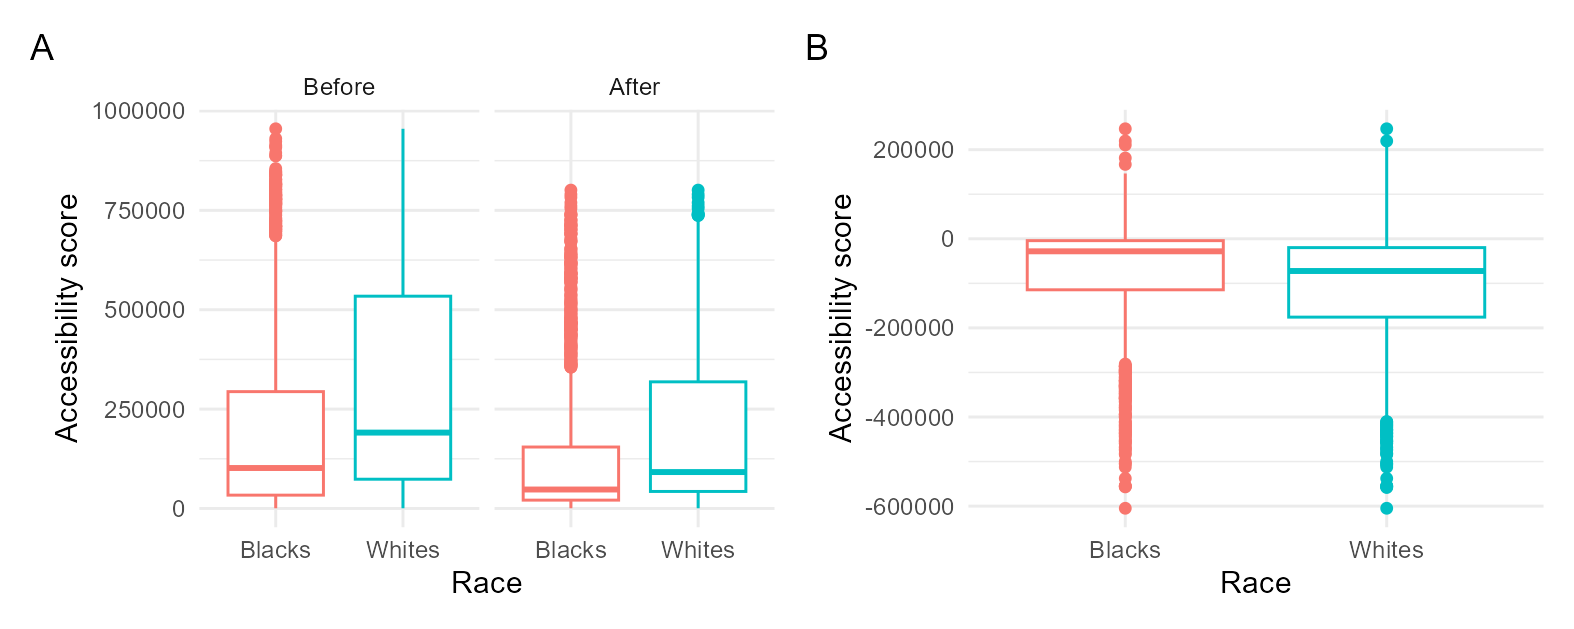 A
Before After
Accessibility score
1000000
750000
500000
250000
0
Blacks Whites Blacks Whites
Race
B
Accessibility score
200000
0
-200000
-400000
-600000
Blacks Whites
Race